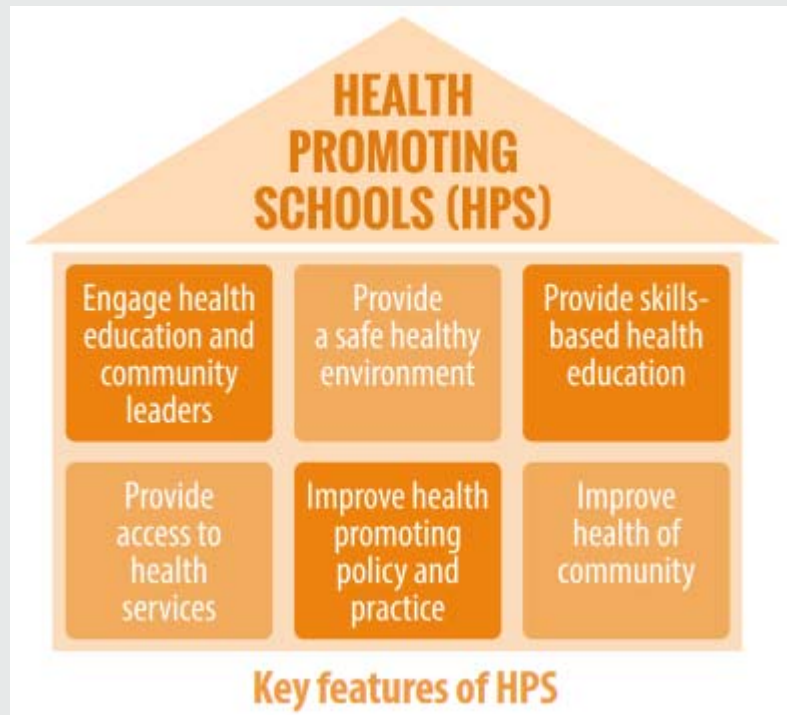 HEALTH
PROMOTING
SCHOOLS (HPS)
Engage health
education and
community
leaders
Provide
a safe healthy
environment
Provide skills-
based health
education
Provide
access to
health
services
Improve health
promoting
policy and
practice
Improve
health of
community
Key features of HPS